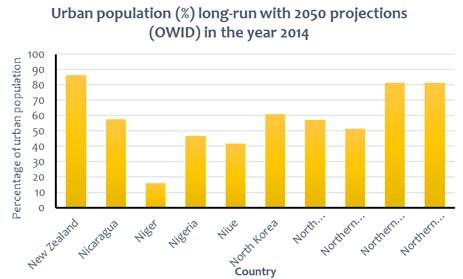 Urban population (%) long-run with 2050 projections
(OWID) in the year 2014
Percentage of urban population
100
90
80
70
60
50
40
30
20
10
0
New Zealand
Nicaragua
Niger
Nigeria
Niue
North Korea
North...
Northern...
Northern...
Northern...
Country